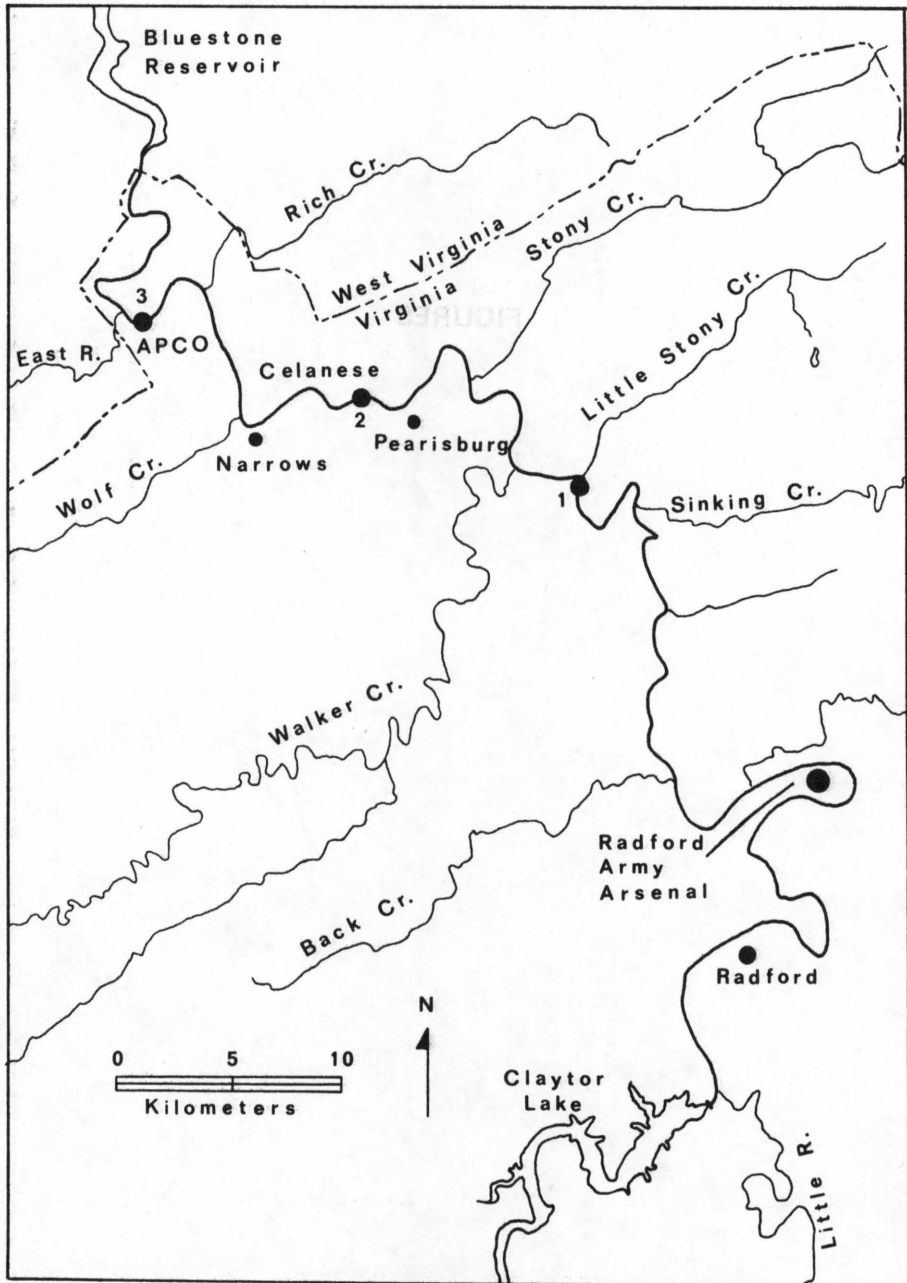 Bluestone
Reservoir
Rich Cr.
West Virginia
Virginia
Stony Cr.
Little Stony Cr.
FIGURES
3
APCO
East R.
Celanese
2
Pearisburg
Narrows
Wolf Cr.
1
Sinking Cr.
Walker Cr.
Radford
Army
Arsenal
Back Cr.
Radford
N
0 5 10
Kilometers
Claytor
Lake
Little R.